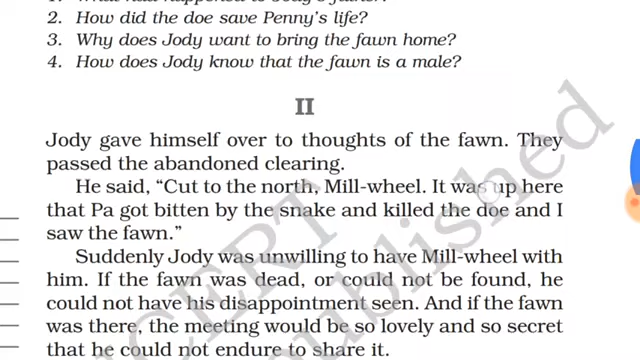 2. How did the doe save Penny's life?
3. Why does Jody want to bring the fawn home?
4. How does Jody know that the fawn is a male?
II
Jody gave himself over to thoughts of the fawn. They
passed the abandoned clearing.
He said, “Cut to the north, Mill-wheel. It was up here
that Pa got bitten by the snake and killed the doe and I
saw the fawn.”
Suddenly Jody was unwilling to have Mill-wheel with
him. If the fawn was dead, or could not be found, he
could not have his disappointment seen. And if the fawn
was there, the meeting would be so lovely and so secret
that he could not endure to share it.